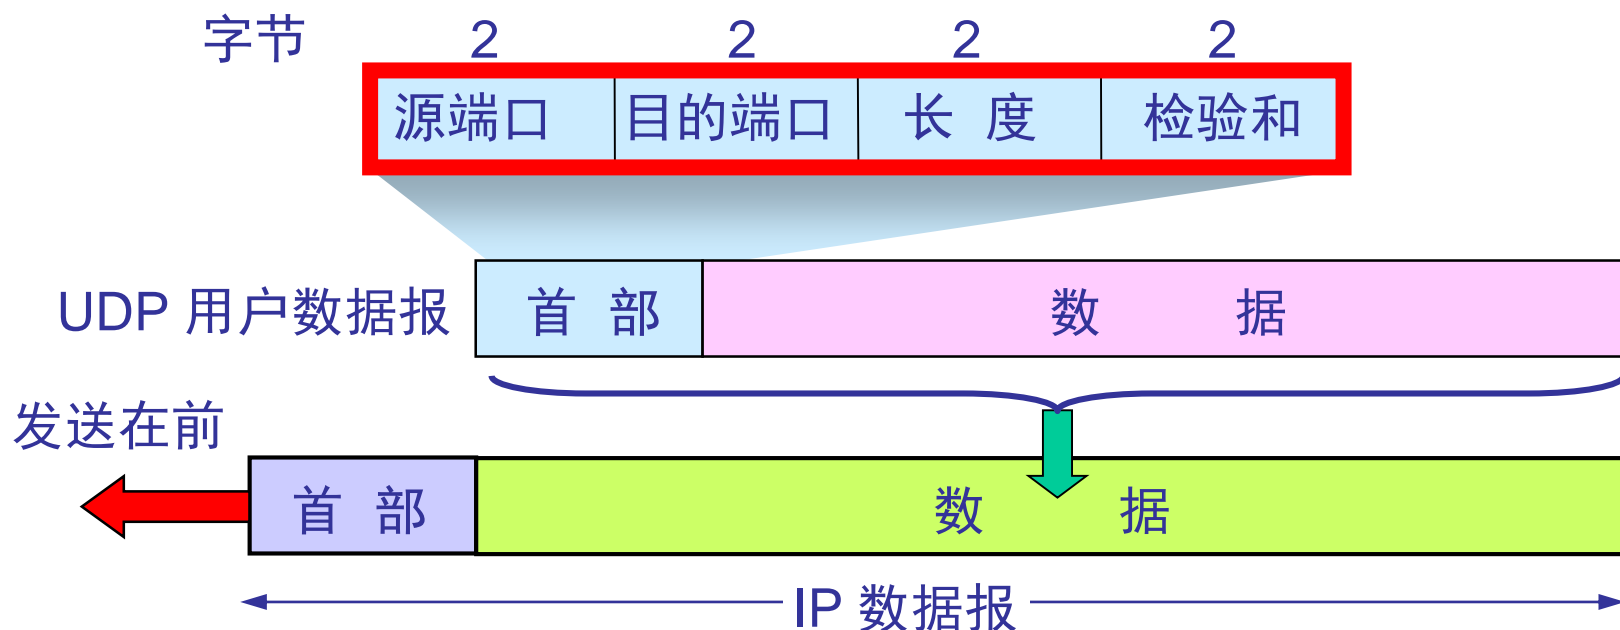 字节 2 2 2 2
源端口 目的端口 长 度 检验和
UDP 用户数据报 首 部 数 据
发送在前
首 部 数 据
IP 数据报